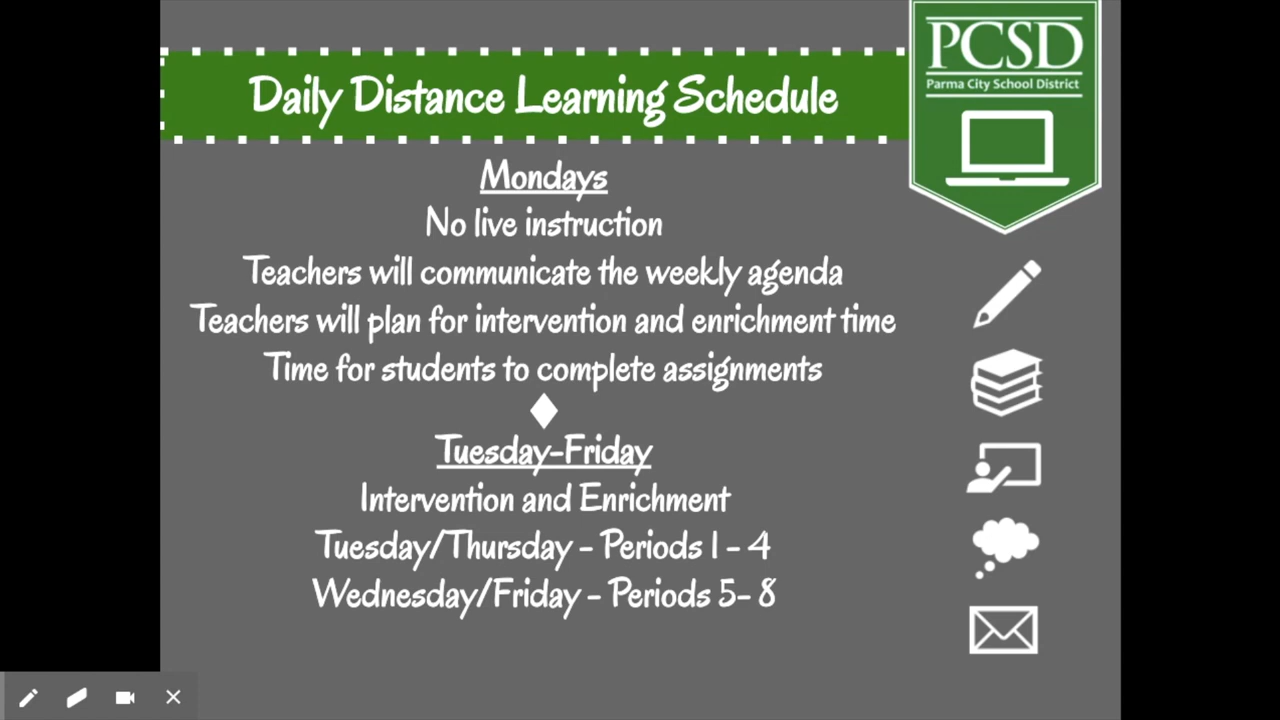 PCSD
Parma City School District
Daily Distance Learning Schedule
Mondays
No live instruction
Teachers will communicate the weekly agenda
Teachers will plan for intervention and enrichment time
Time for students to complete assignments
Tuesday-Friday
Intervention and Enrichment
Tuesday/Thursday - Periods 1 - 4
Wednesday/Friday - Periods 5- 8